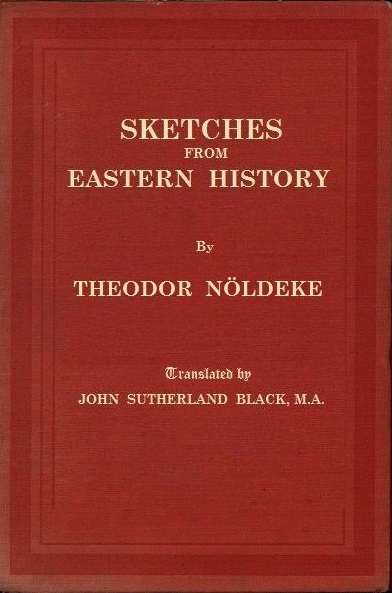 SKETCHES
FROM
EASTERN HISTORY
By
THEODOR NÖLDEKE
Translated by
JOHN SUTHERLAND BLACK, M.A.